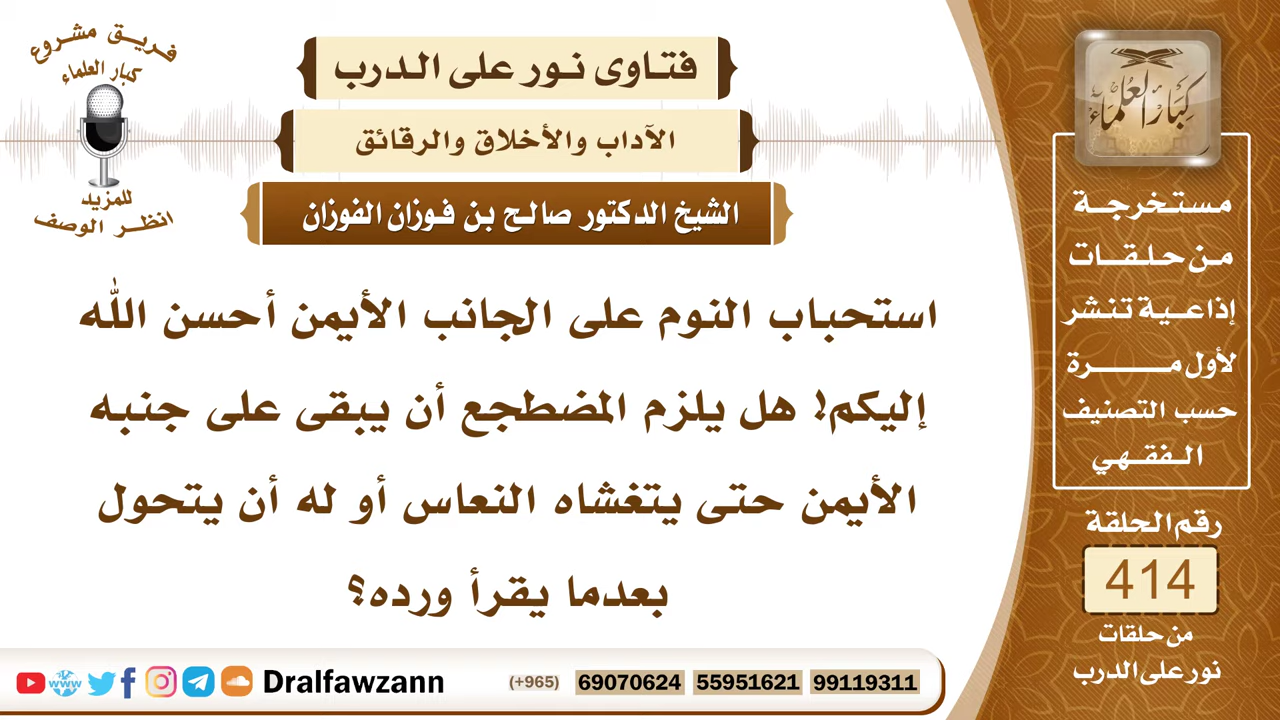 فريق مشروع
كبار العلماء
للمزيد
انظر الوصف
فتاوى نور على الدرب
الآداب والأخلاق والرقائق
الشيخ الدكتور صالح بن فوزان الفوزان
استحباب النوم على الجانب الأيمن أحسن الله
إليكم! هل يلزم المضطجع أن يبقى على جنبه
الأيمن حتى يتغشاه النعاس أو له أن يتحول
بعدما يقرأ ورده؟
كبار العلماء
مستخرجة
من حلقات
إذاعية تنشر
لأول مرة
حسب التصنيف
الفقهي
رقم الحلقة
414
من حلقات
نور على الدرب
www
Dralfawzann (+965) 69070624 55951621 99119311